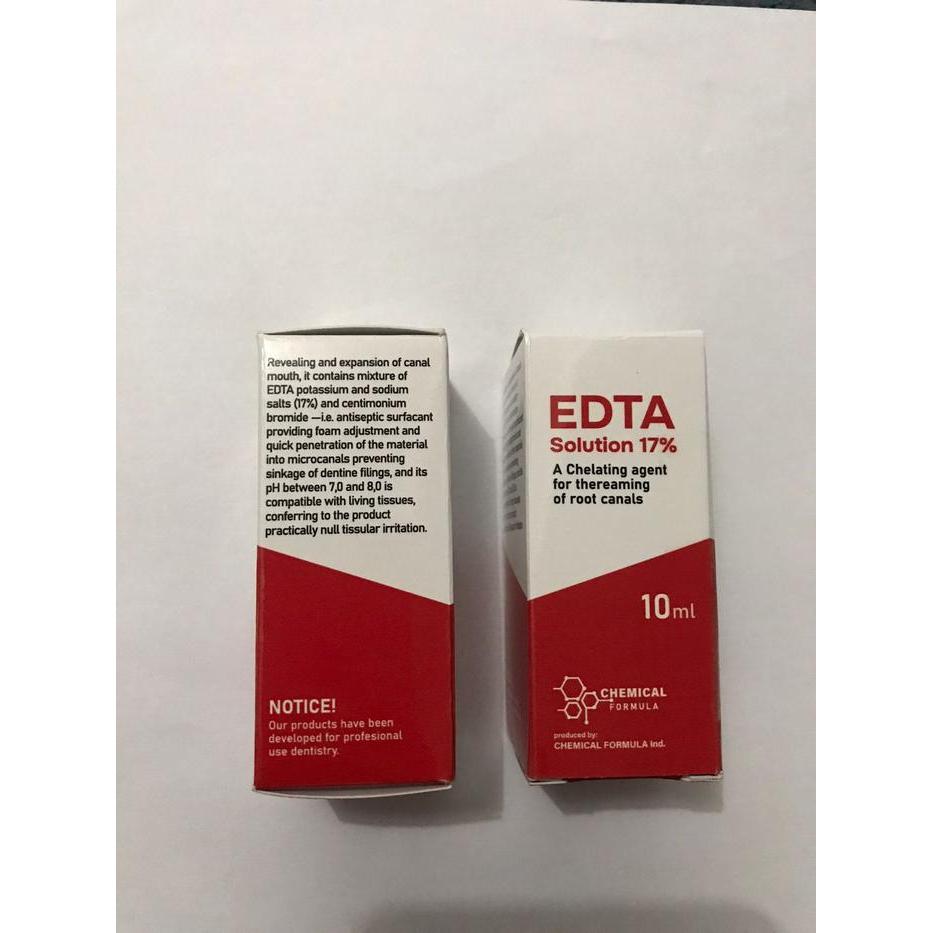 Revealing and expansion of canal
mouth, it contains mixture of
EDTA potassium and sodium
salts (17%) and centimonium
bromide —i.e. antiseptic surfacant
providing foam adjustment and
quick penetration of the material
into microcanals preventing
sinkage of dentine filings, and its
pH between 7,0 and 8,0 is
compatible with living tissues,
conferring to the product
practically null tissular irritation.
NOTICE!
Our products have been
developed for profesional
use dentistry.
EDTA
Solution 17%
A Chelating agent
for thereaming
of root canals
10 ml
CHEMICAL
FORMULA
produced by:
CHEMICAL FORMULA Ind.